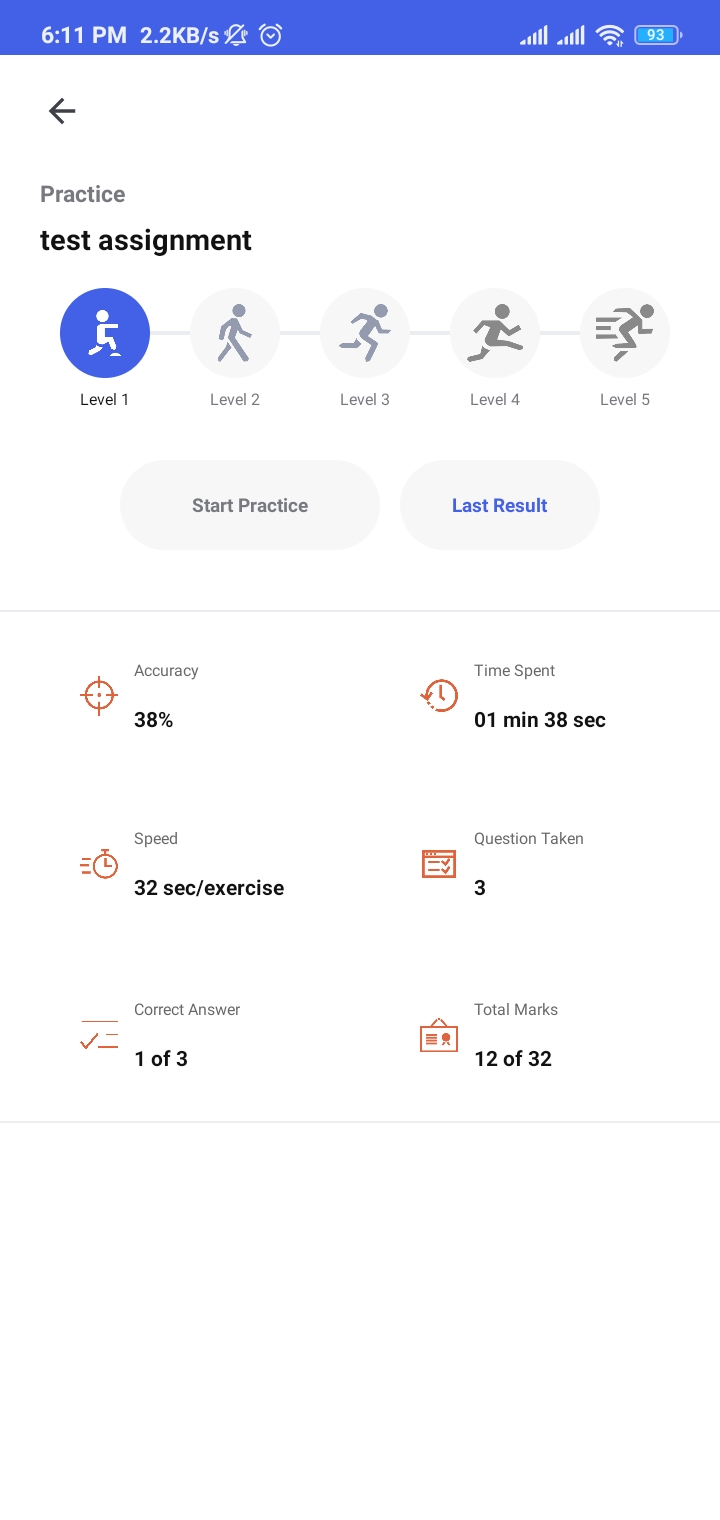 6:11 PM 2.2KB/s 93
Practice
test assignment
Level 1 Level 2 Level 3 Level 4 Level 5
Start Practice Last Result
Accuracy Time Spent
38% 01 min 38 sec
Speed Question Taken
32 sec/exercise 3
Correct Answer Total Marks
1 of 3 12 of 32